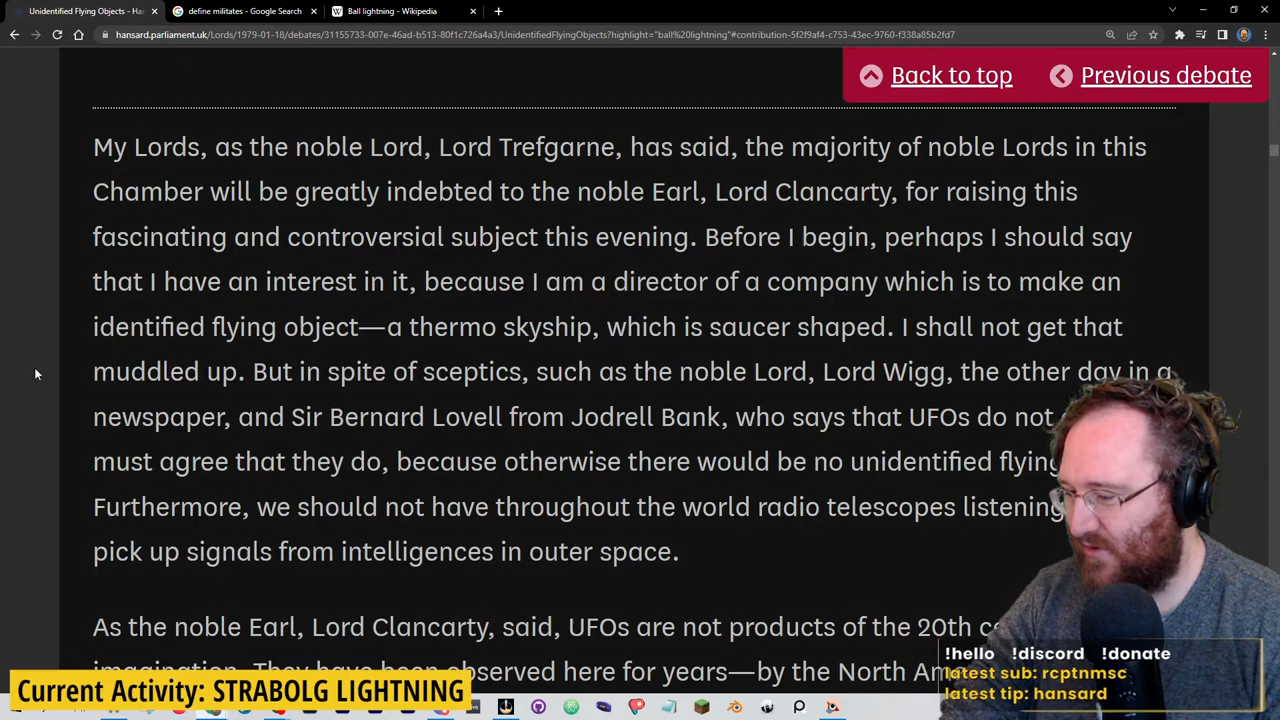 Unidentified Flying Objects - Han
define militates - Google Search
Ball lightning - Wikipedia
hansard.parliament.uk/Lords/1979-01-18/debates/31155733-007e-46ad-b513-80f1c726a4a3/UnidentifiedFlyingObjects?highlight="ball%20lightning"#contribution-5f2f9af4-c753-43ec-9760-f338a85b2fd7
Back to top
Previous debate
My Lords, as the noble Lord, Lord Trefgarne, has said, the majority of noble Lords in this
Chamber will be greatly indebted to the noble Earl, Lord Clancarty, for raising this
fascinating and controversial subject this evening. Before I begin, perhaps I should say
that I have an interest in it, because I am a director of a company which is to make an
identified flying object—a thermo skyship, which is saucer shaped. I shall not get that
muddled up. But in spite of sceptics, such as the noble Lord, Lord Wigg, the other day in a
newspaper, and Sir Bernard Lovell from Jodrell Bank, who says that UFOs do not
must agree that they do, because otherwise there would be no unidentified flying
Furthermore, we should not have throughout the world radio telescopes listening
pick up signals from intelligences in outer space.
As the noble Earl, Lord Clancarty, said, UFOs are not products of the 20th
imagination. They have been observed here for years—by the North
!hello !discord !donate
latest sub: rcptnmsc
latest tip: hansard
Current Activity: STRABOLG LIGHTNING